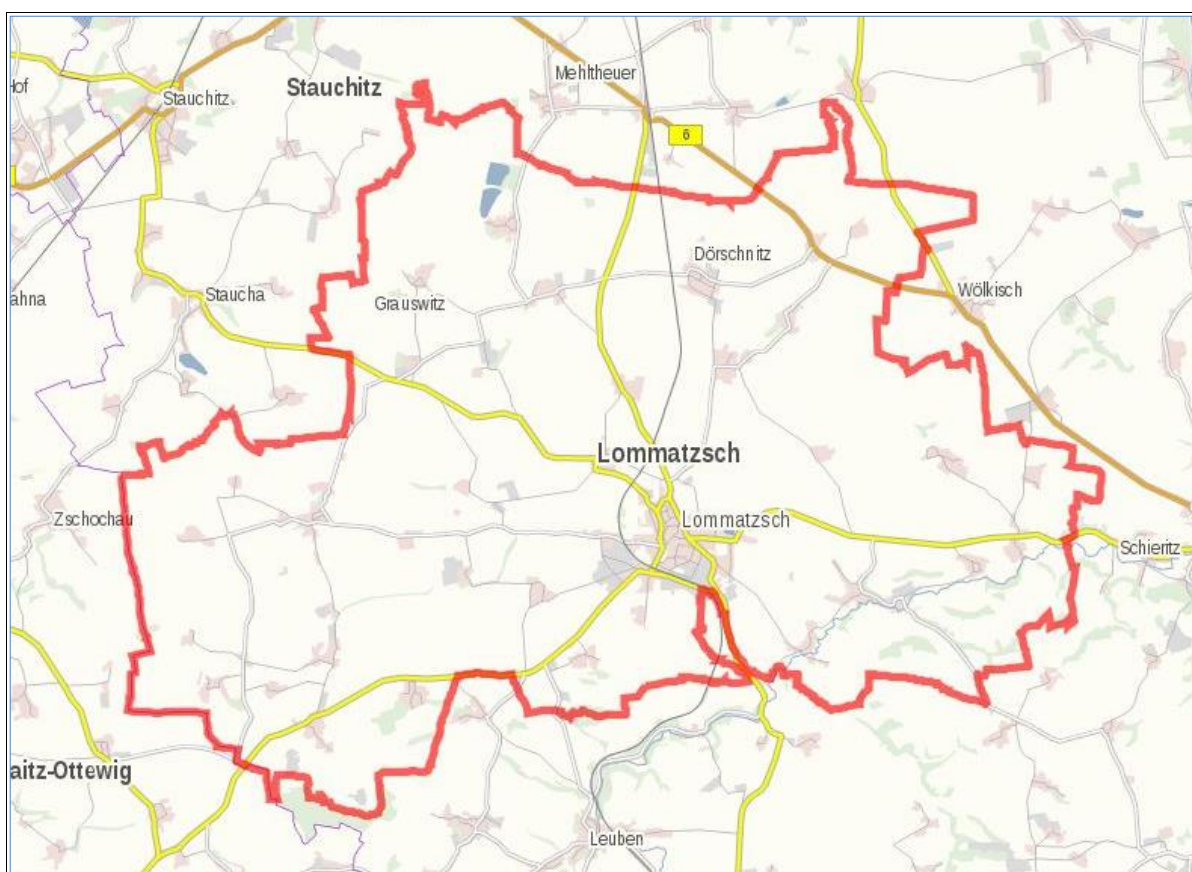 Mehltheuer
Hof
Stauchitz
Stauchitz
6
Dörschnitz
Wölkisch
ahna
Staucha
Grauswitz
Lommatzsch
Zschochau
Lommatzsch
Schieritz
aitz-Ottewig
Leuben